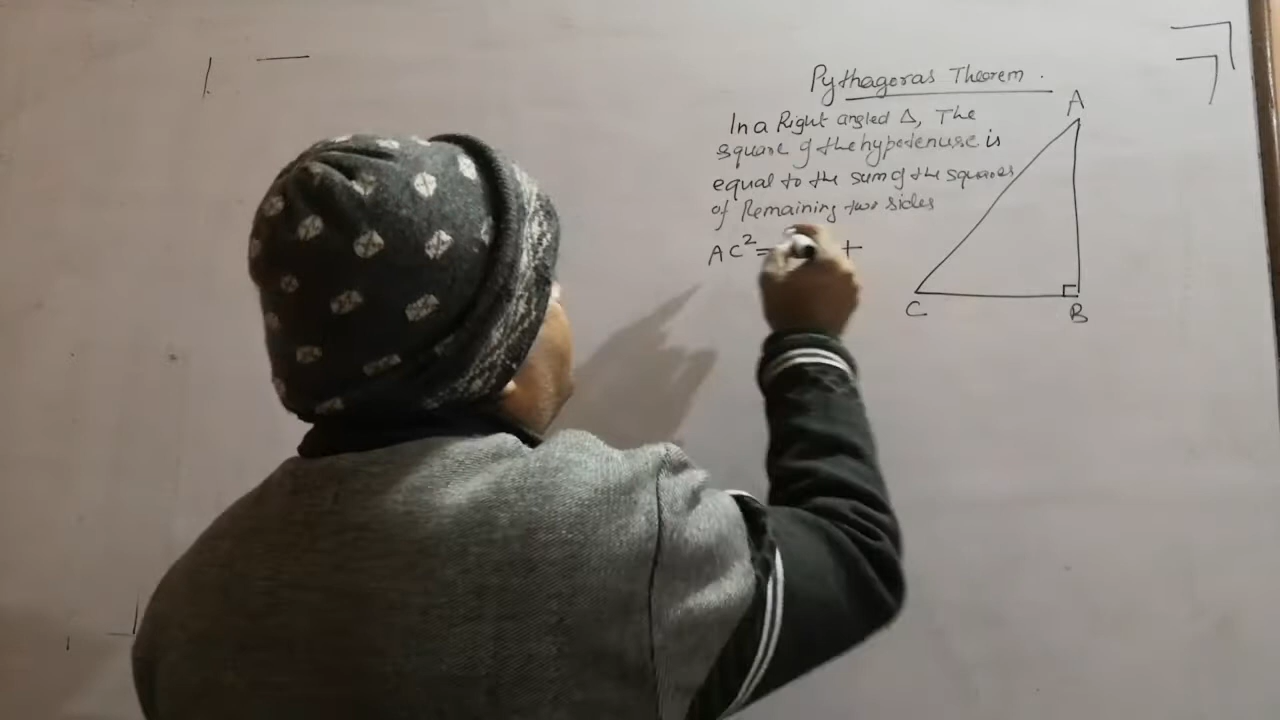 Pythagoras Theorem.
In a Right angled Δ, The
square of the hypotenuse is
equal to the sum of the squares
of Remaining two sides
AC²= +
A
C
B